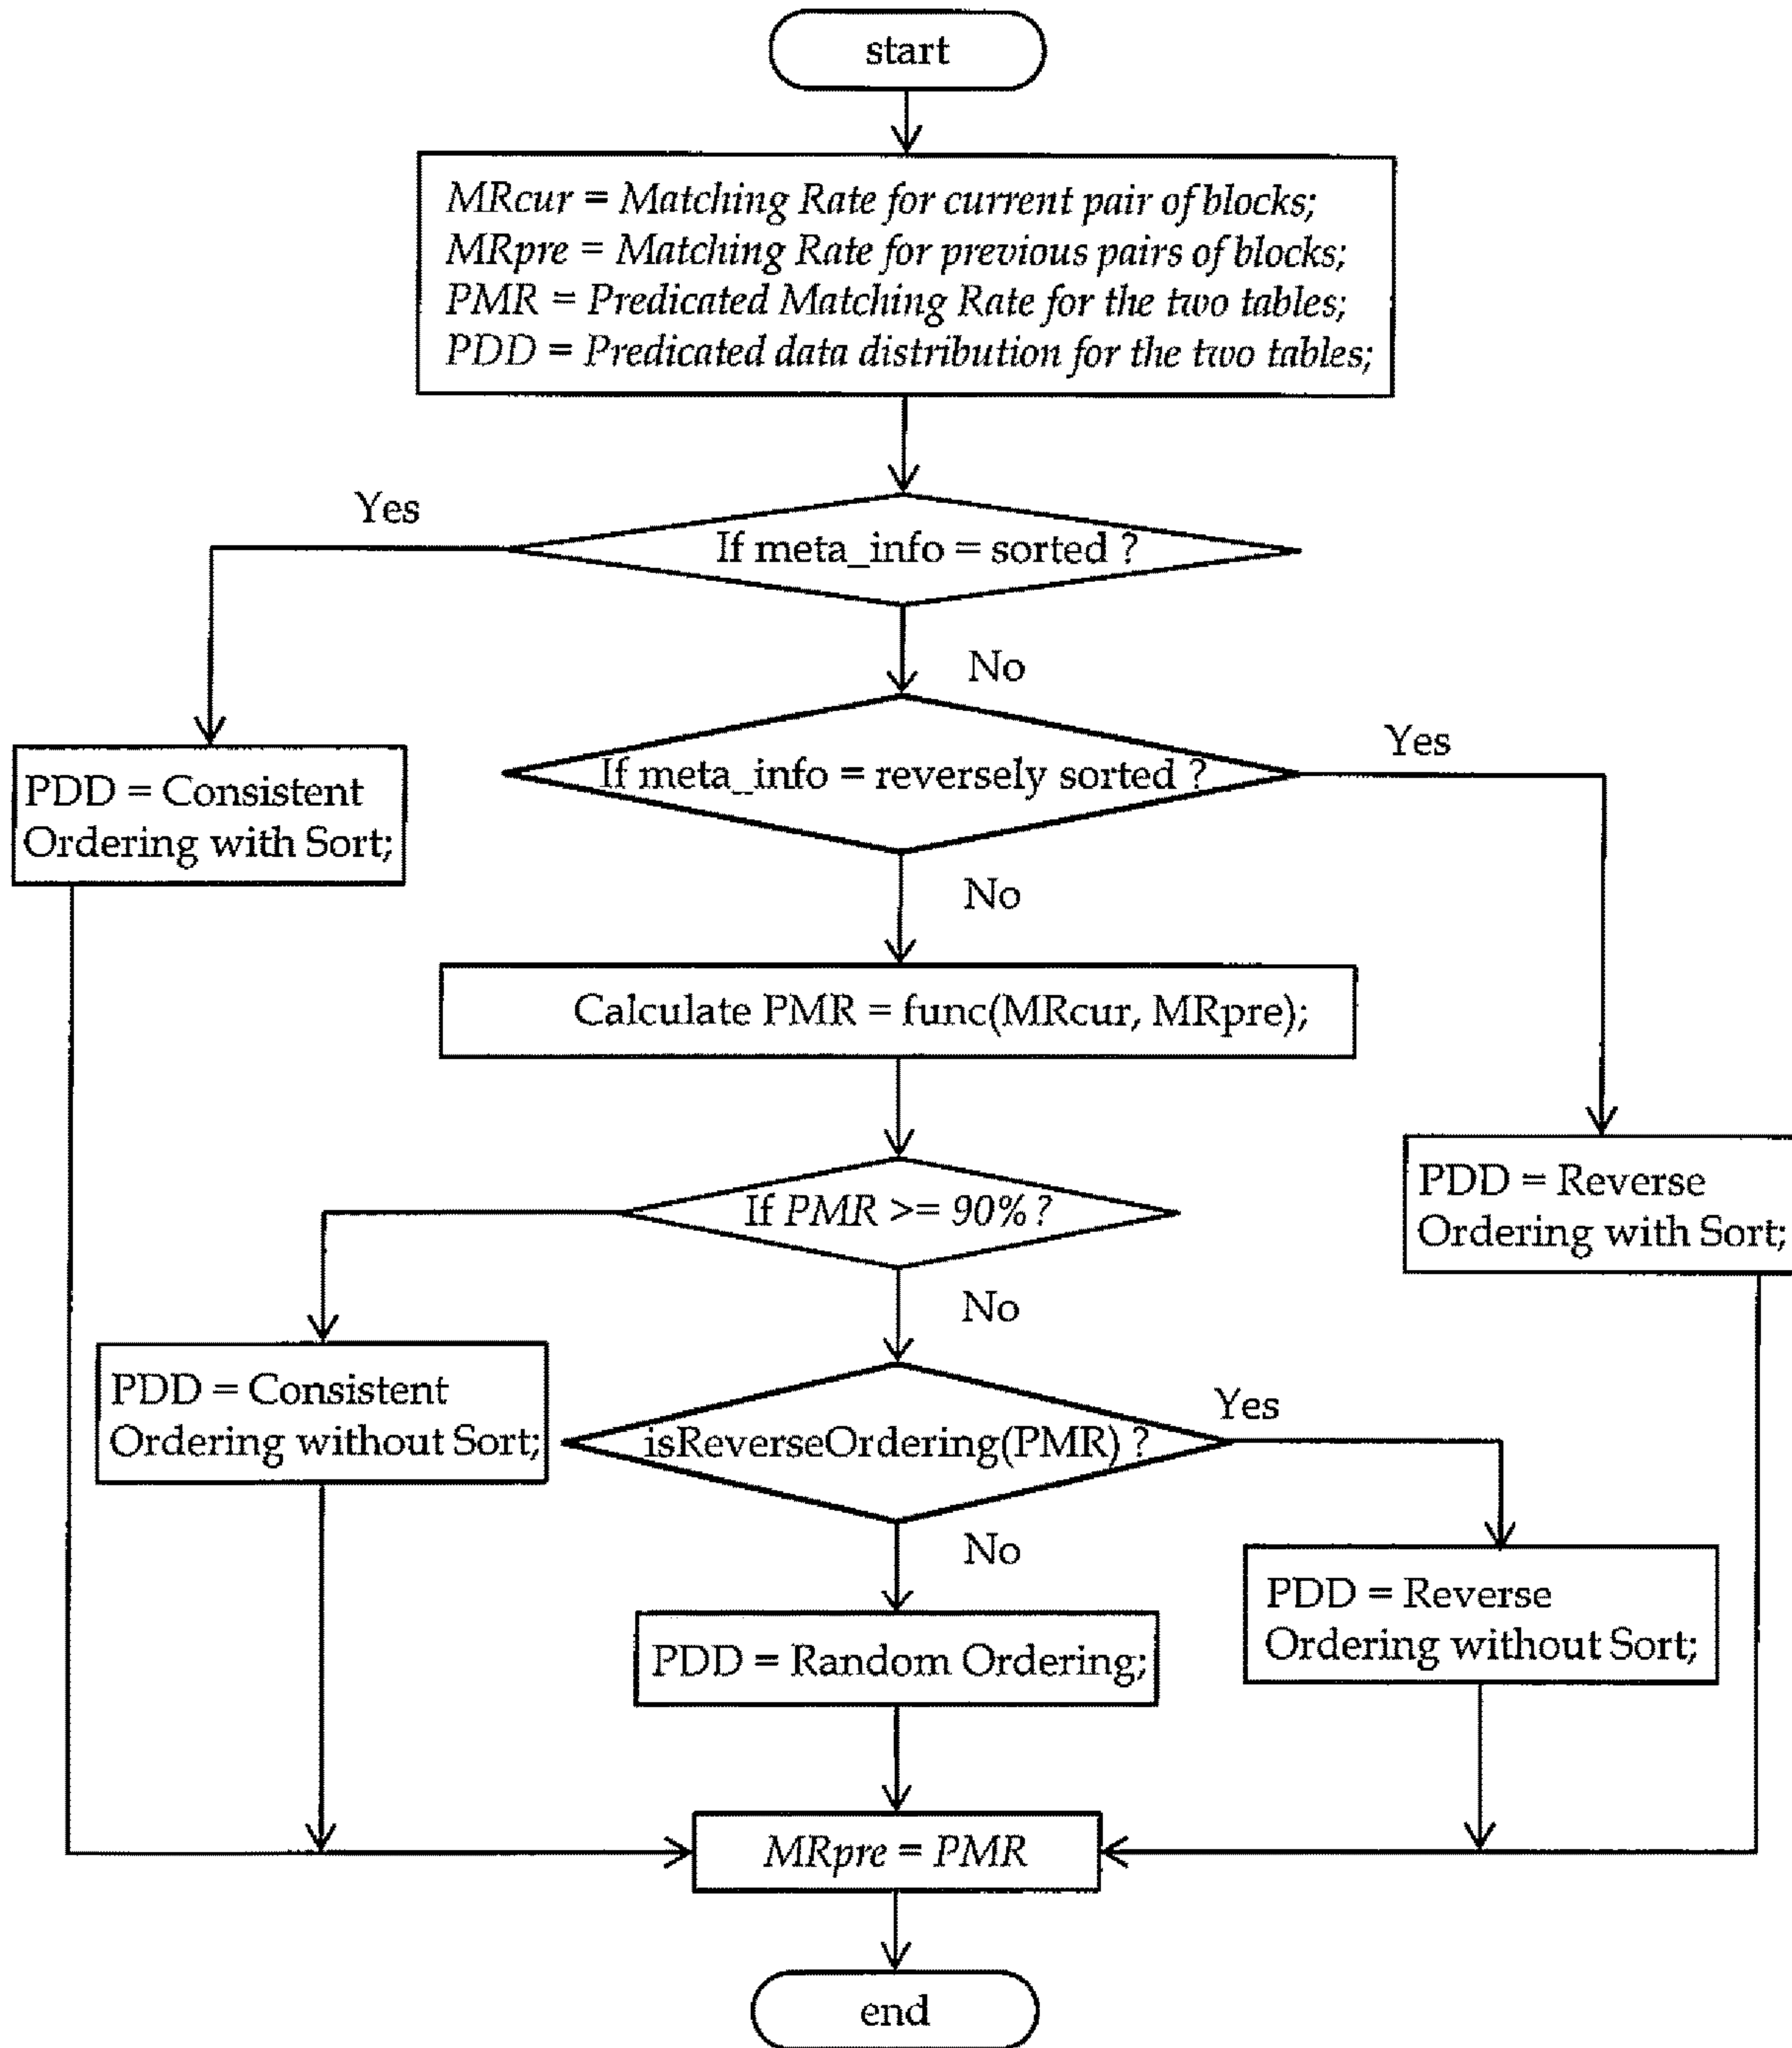 start
MRcur = Matching Rate for current pair of blocks;
MRpre = Matching Rate for previous pairs of blocks;
PMR = Predicated Matching Rate for the two tables;
PDD = Predicated data distribution for the two tables;
Yes
If meta_info = sorted ?
No
If meta_info = reversely sorted ?
Yes
PDD = Consistent
Ordering with Sort;
No
Calculate PMR = func(MRcur, MRpre);
If PMR >= 90%?
PDD = Reverse
Ordering with Sort;
No
PDD = Consistent
Ordering without Sort;
isReverseOrdering(PMR) ?
Yes
No
PDD = Reverse
Ordering without Sort;
PDD = Random Ordering;
MRpre = PMR
end